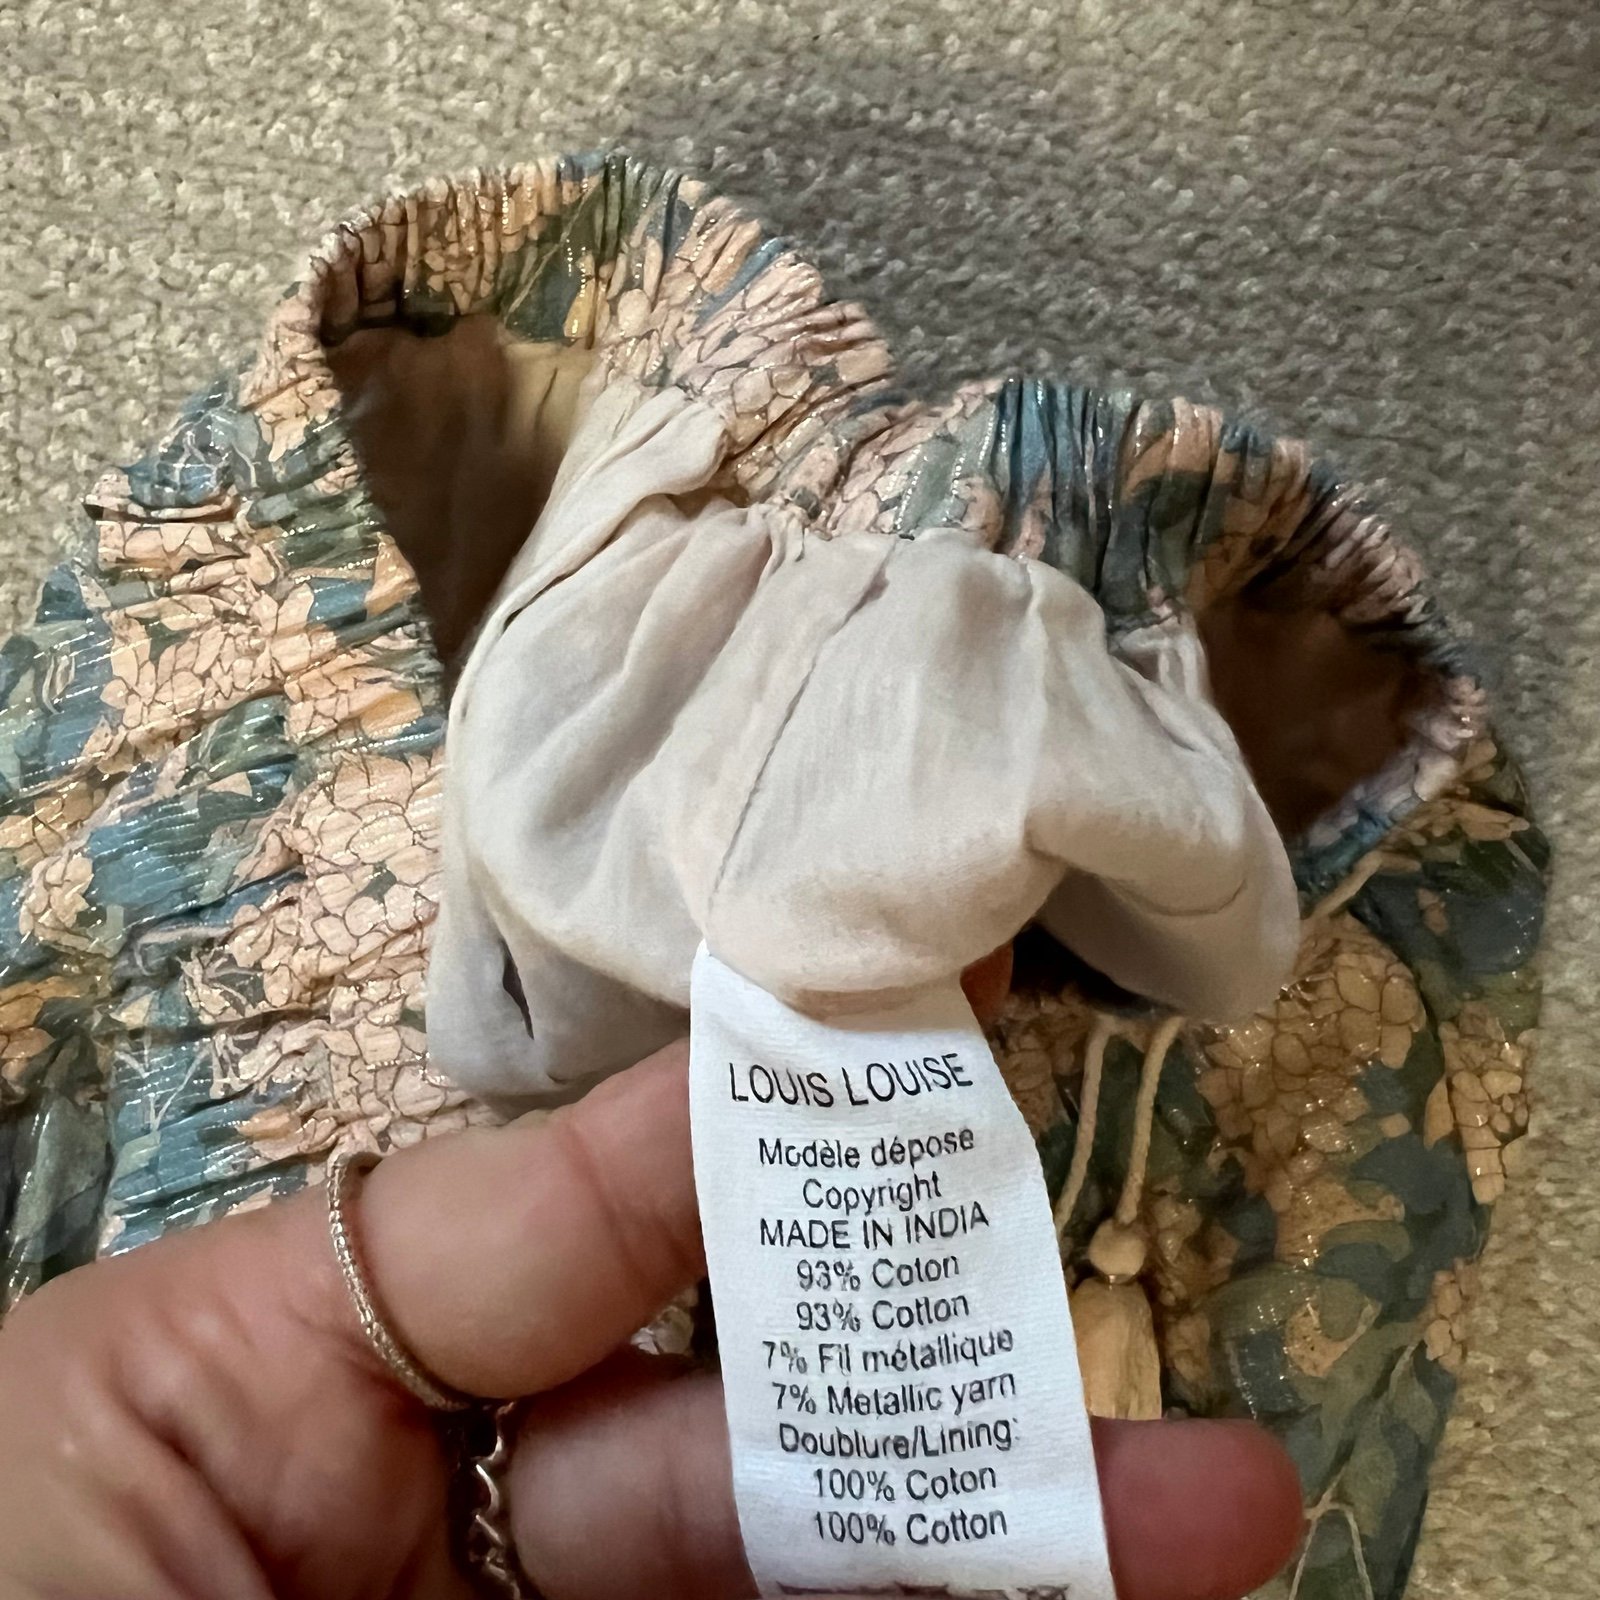 LOUIS LOUISE
Modèle dépose
Copyright
MADE IN INDIA
93% Coton
93% Cotton
7% Fil métallique
7% Metallic yarn
Doublure/Lining:
100% Coton
100% Cotton